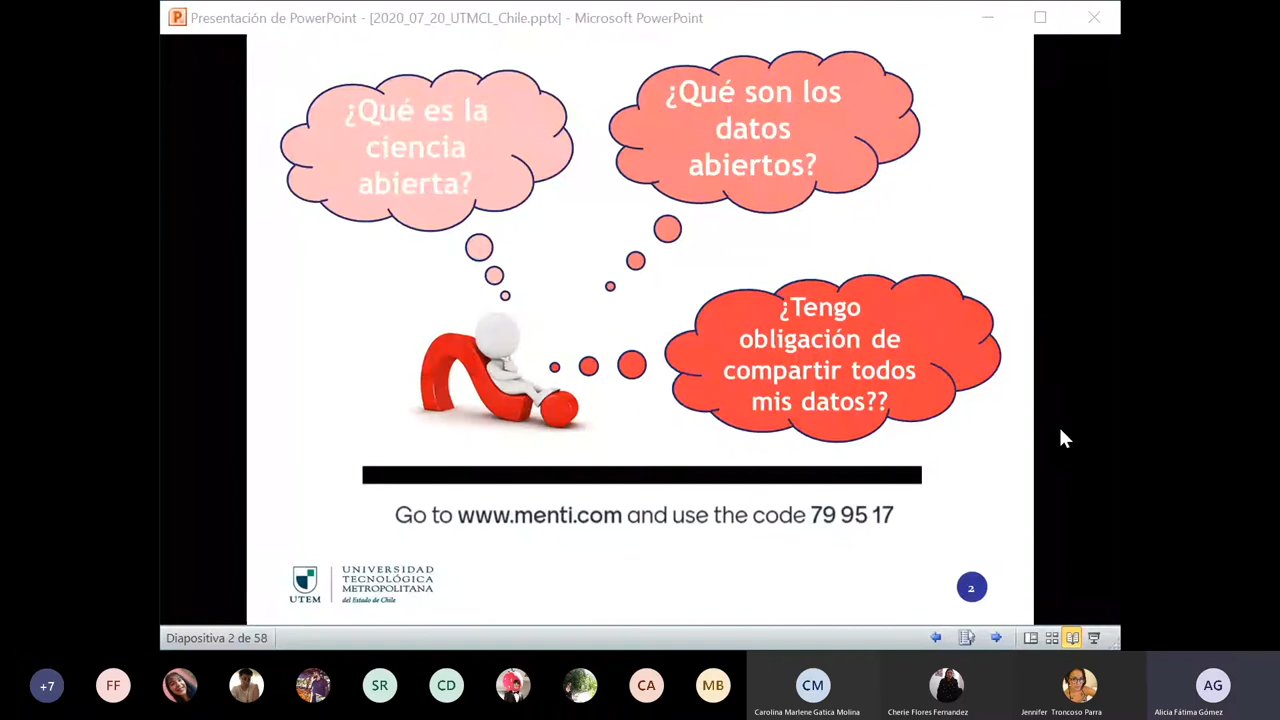 Presentación de PowerPoint - [2020_07_20_UTMCL_Chile.pptx] - Microsoft PowerPoint
¿Qué es la
ciencia
abierta?
¿Qué son los
datos
abiertos?
¿Tengo
obligación de
compartir todos
mis datos??
Go to www.menti.com and use the code 79 95 17
UTEM
UNIVERSIDAD
TECNOLÓGICA
METROPOLITANA
del Estado de Chile
2
Diapositiva 2 de 58
+7
FF
SR
CD
CA
MB
CM
AG
Carolina Marlene Gatica Molina
Cherie Flores Fernandez
Jennifer Troncoso Parra
Alicia Fátima Gómez